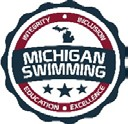 INTEGRITY • INCLUSION
MICHIGAN
SWIMMING
EDUCATION • EXCELLENCE